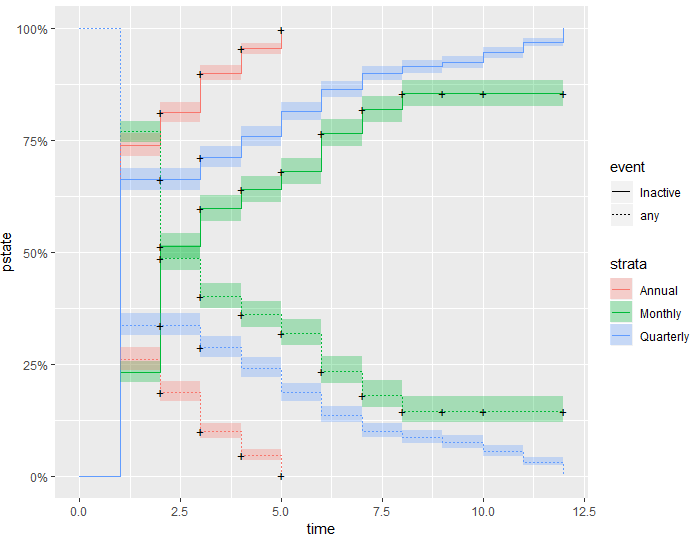 100%
75%
50%
25%
0%
pstate
0.0 2.5 5.0 7.5 10.0 12.5
time
event
Inactive
any
strata
Annual
Monthly
Quarterly